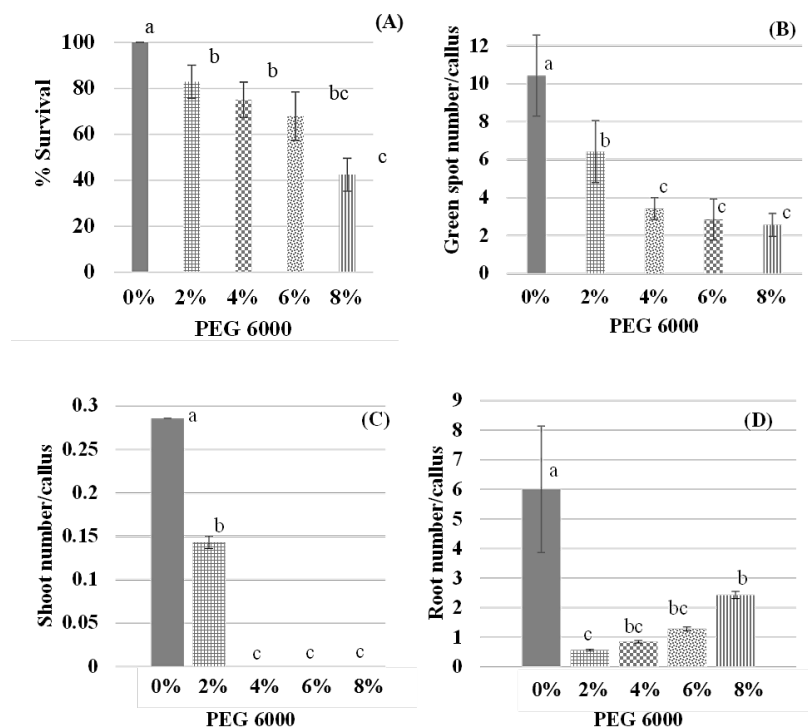 (A)
a
b
b
bc
c
100
80
60
40
20
0
% Survival
0% 2% 4% 6% 8%
PEG 6000
(B)
a
b
c
c
c
12
10
8
6
4
2
0
Green spot number/callus
0% 2% 4% 6% 8%
PEG 6000
(C)
a
b
c c c
0.3
0.25
0.2
0.15
0.1
0.05
0
Shoot number/callus
0% 2% 4% 6% 8%
PEG 6000
(D)
a
c
bc
bc
b
9
8
7
6
5
4
3
2
1
0
Root number/callus
0% 2% 4% 6% 8%
PEG 6000